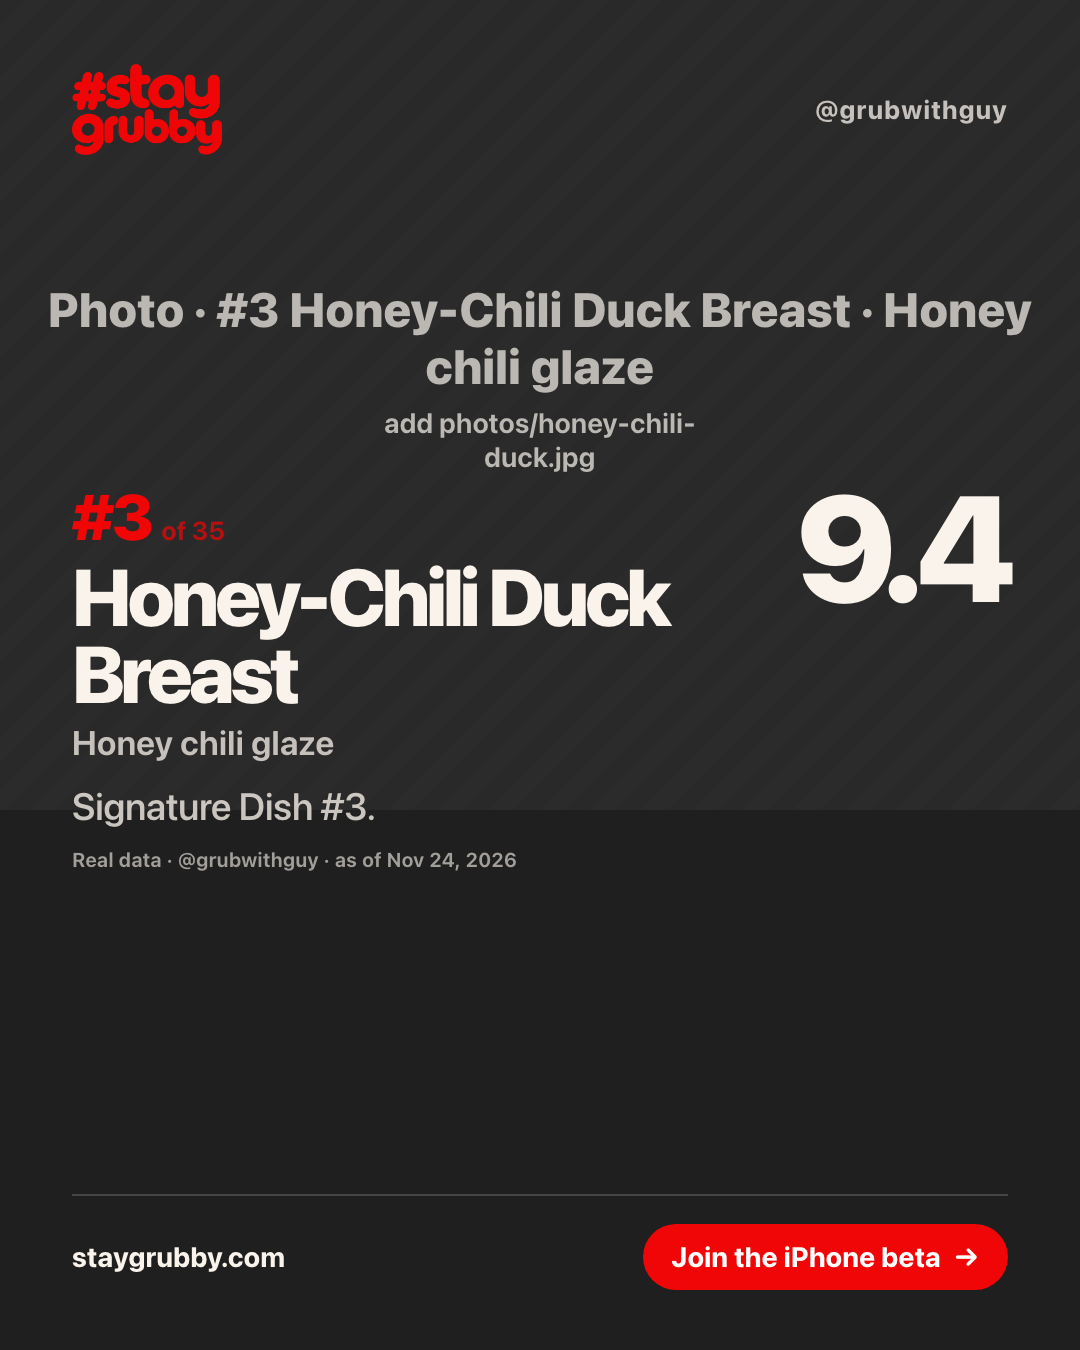 #stay
grubby
@grubwithguy
Photo · #3 Honey-Chili Duck Breast · Honey
chili glaze
add photos/honey-chili-
duck.jpg
#3 of 35
9.4
Honey-Chili Duck
Breast
Honey chili glaze
Signature Dish #3.
Real data · @grubwithguy · as of Nov 24, 2026
staygrubby.com
Join the iPhone beta →